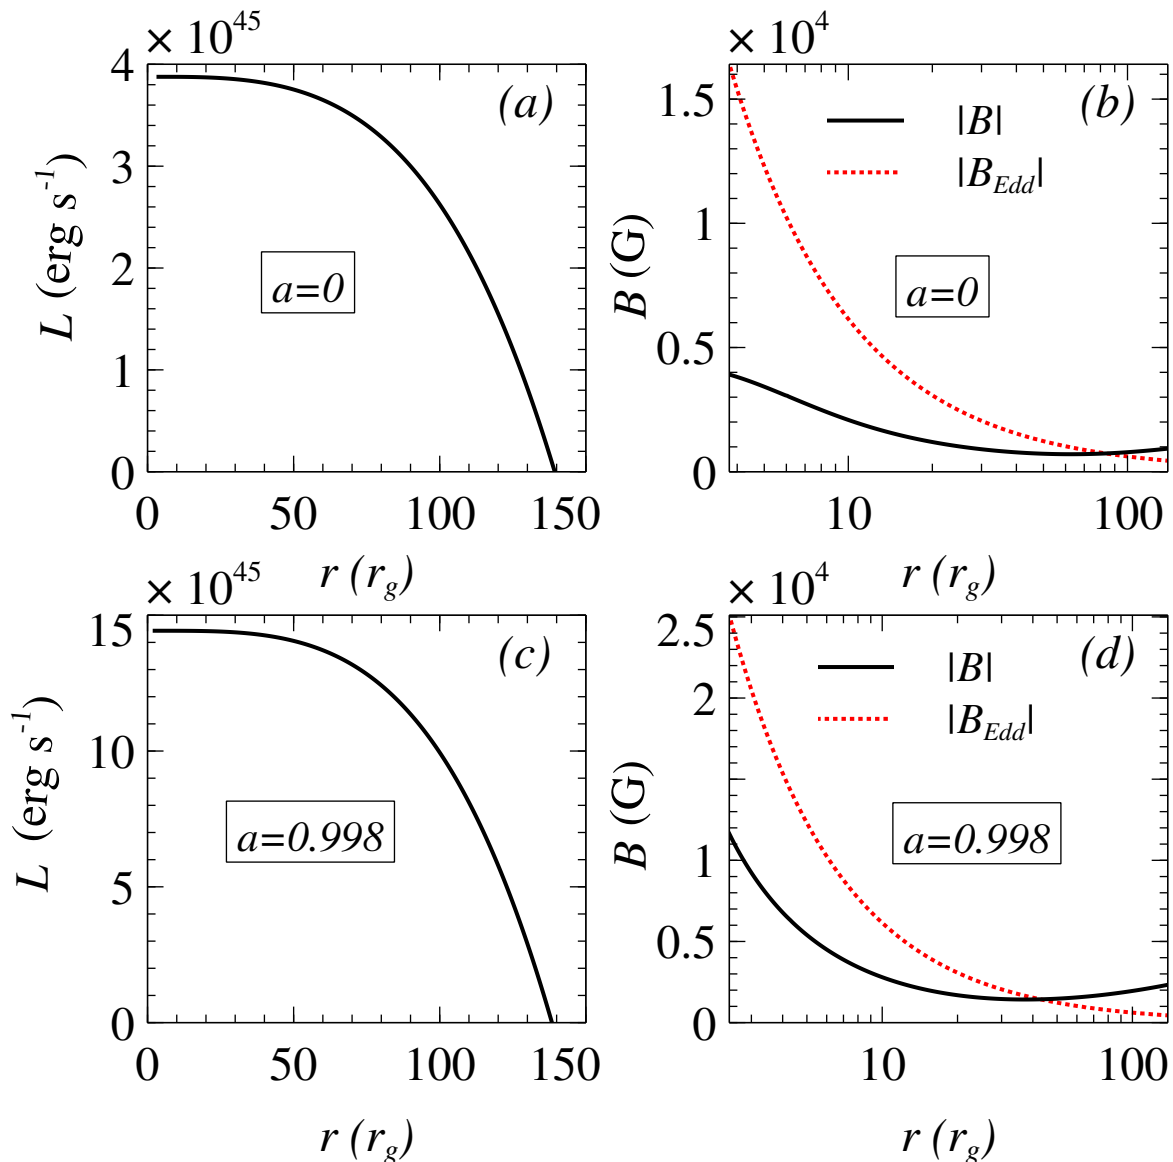 × 10^45
4
3
2
1
0
0 50 100 150
L (erg s^-1)
r (r_g)
(a)
a=0
× 10^4
1.5
1
0.5
0
10 100
B (G)
r (r_g)
(b)
|B|
|B_Edd|
a=0
× 10^45
15
10
5
0
0 50 100 150
L (erg s^-1)
r (r_g)
(c)
a=0.998
× 10^4
2.5
2
1
0.5
0
10 100
B (G)
r (r_g)
(d)
|B|
|B_Edd|
a=0.998